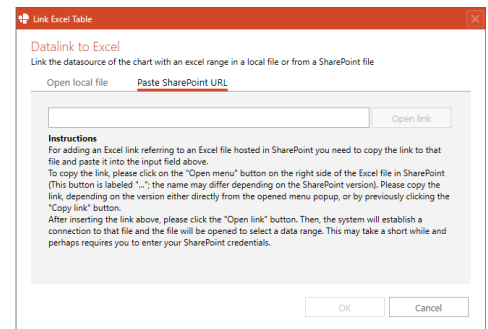 Link Excel Table
Datalink to Excel
Link the datasource of the chart with an excel range in a local file or from a SharePoint file
Open local file
Paste SharePoint URL
Open link
Instructions
For adding an Excel link referring to an Excel file hosted in SharePoint you need to copy the link to that
file and paste it into the input field above.
To copy the link, please click on the "Open menu" button on the right side of the Excel file in SharePoint
(This button is labeled "..."; the name may differ depending on the SharePoint version). Please copy the
link, depending on the version either directly from the opened menu popup, or by previously clicking the
"Copy link" button.
After inserting the link above, please click the "Open link" button. Then, the system will establish a
connection to that file and the file will be opened to select a data range. This may take a short while and
perhaps requires you to enter your SharePoint credentials.
OK
Cancel